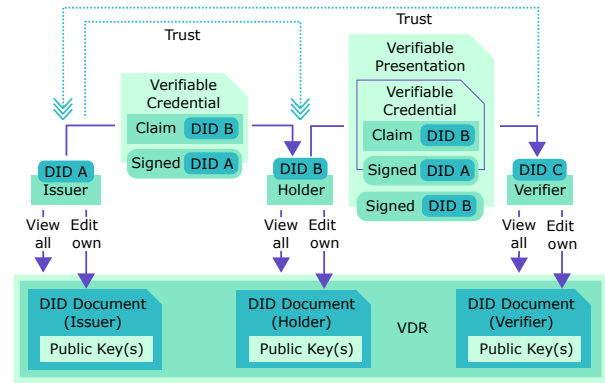 Trust
Trust
Verifiable
Credential
Claim DID B
Signed DID A
Verifiable
Presentation
Verifiable
Credential
Claim DID B
Signed DID A
Signed DID B
DID A
Issuer
DID B
Holder
DID C
Verifier
View
all
Edit
own
View
all
Edit
own
View
all
Edit
own
DID Document
(Issuer)
Public Key(s)
DID Document
(Holder)
Public Key(s)
VDR
DID Document
(Verifier)
Public Key(s)